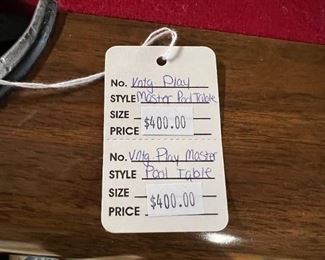 No. Vntg Play
STYLE Master Pool Table
SIZE
$400.00
PRICE
No. Vntg Play Master
STYLE Pool Table
SIZE
$400.00
PRICE